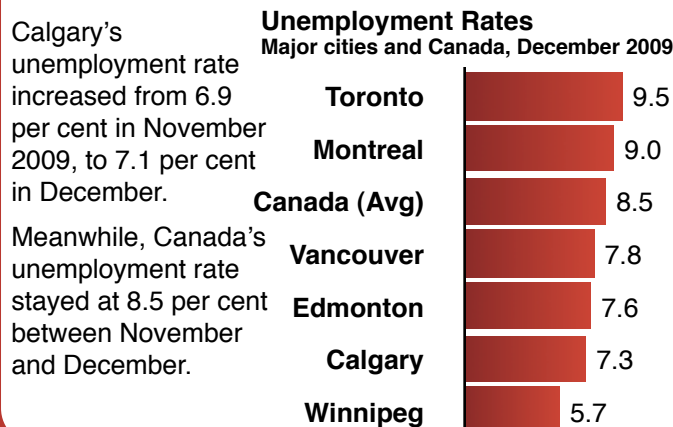 Calgary's
unemployment rate
increased from 6.9
per cent in November
2009, to 7.1 per cent
in December.
Meanwhile, Canada's
unemployment rate
stayed at 8.5 per cent
between November
and December.
Unemployment Rates
Major cities and Canada, December 2009
Toronto 9.5
Montreal 9.0
Canada (Avg) 8.5
Vancouver 7.8
Edmonton 7.6
Calgary 7.3
Winnipeg 5.7